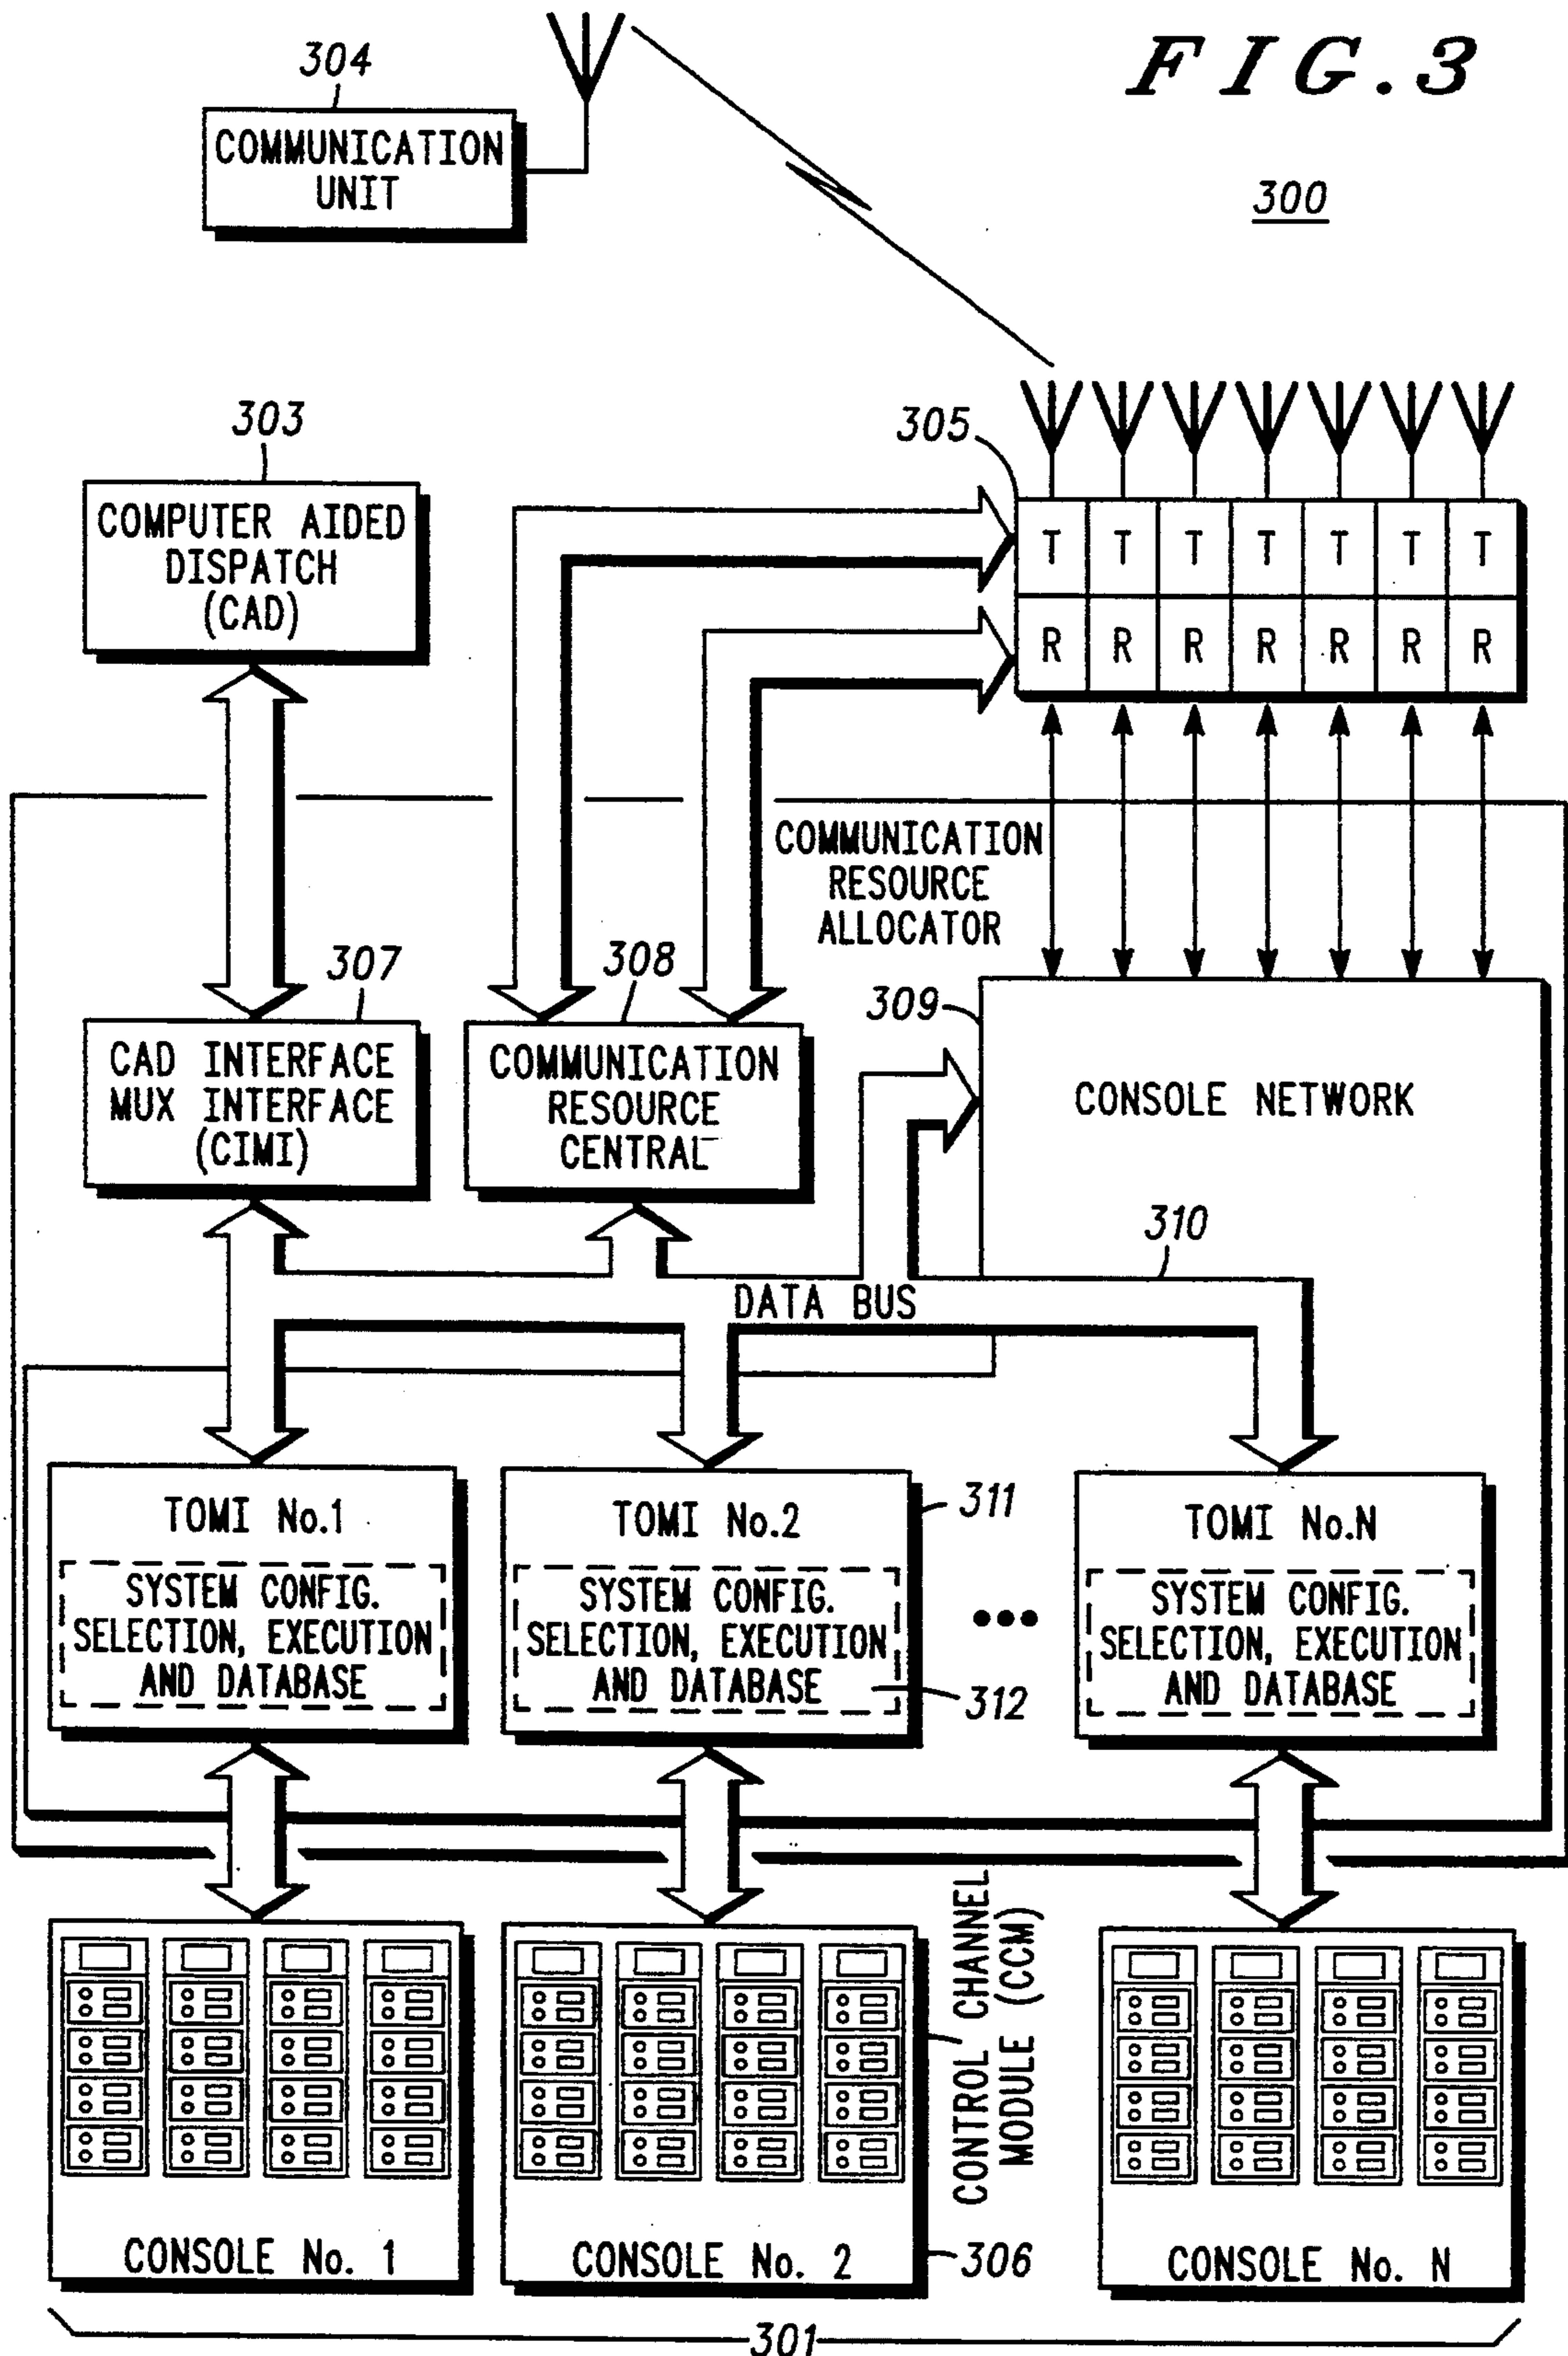 FIG.3
304
COMMUNICATION
UNIT
300
303
COMPUTER AIDED
DISPATCH
(CAD)
305
T T T T T T T
R R R R R R R
COMMUNICATION
RESOURCE
ALLOCATOR
307
CAD INTERFACE
MUX INTERFACE
(CIMI)
308
COMMUNICATION
RESOURCE
CENTRAL
309
CONSOLE NETWORK
310
DATA BUS
TOMI No.1
SYSTEM CONFIG.
SELECTION, EXECUTION
AND DATABASE
TOMI No.2
SYSTEM CONFIG.
SELECTION, EXECUTION
AND DATABASE
311
312
•••
TOMI No.N
SYSTEM CONFIG.
SELECTION, EXECUTION
AND DATABASE
CONSOLE No. 1
CONSOLE No. 2
CONTROL CHANNEL
MODULE (CCM)
306
CONSOLE No. N
301